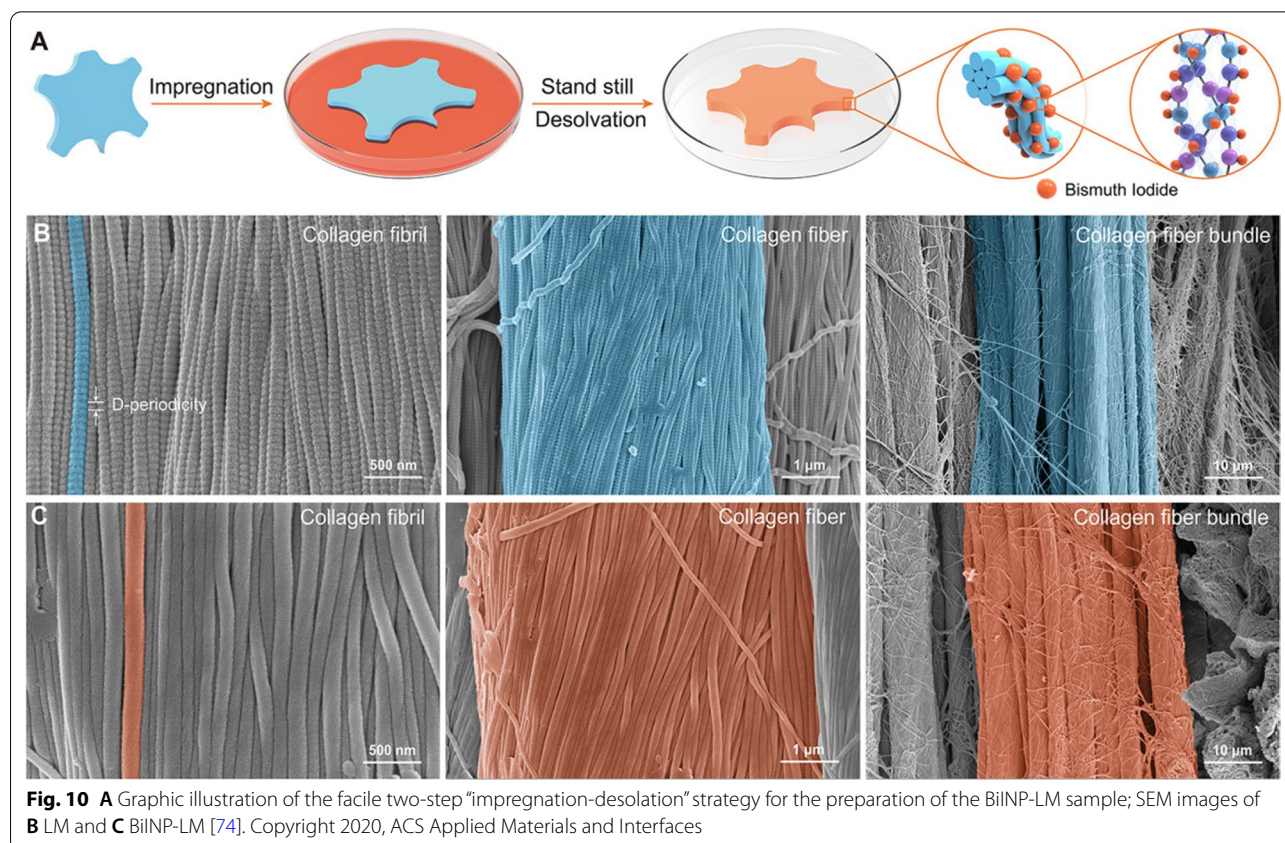 A
Impregnation
Stand still
Desolvation
Bismuth Iodide
B
Collagen fibril
Collagen fiber
Collagen fiber bundle
D-periodicity
500 nm
1 µm
10 µm
C
Collagen fibril
Collagen fiber
Collagen fiber bundle
500 nm
1 µm
10 µm
Fig. 10 A Graphic illustration of the facile two-step “impregnation-desolation” strategy for the preparation of the BiINP-LM sample; SEM images of
B LM and C BiINP-LM [74]. Copyright 2020, ACS Applied Materials and Interfaces